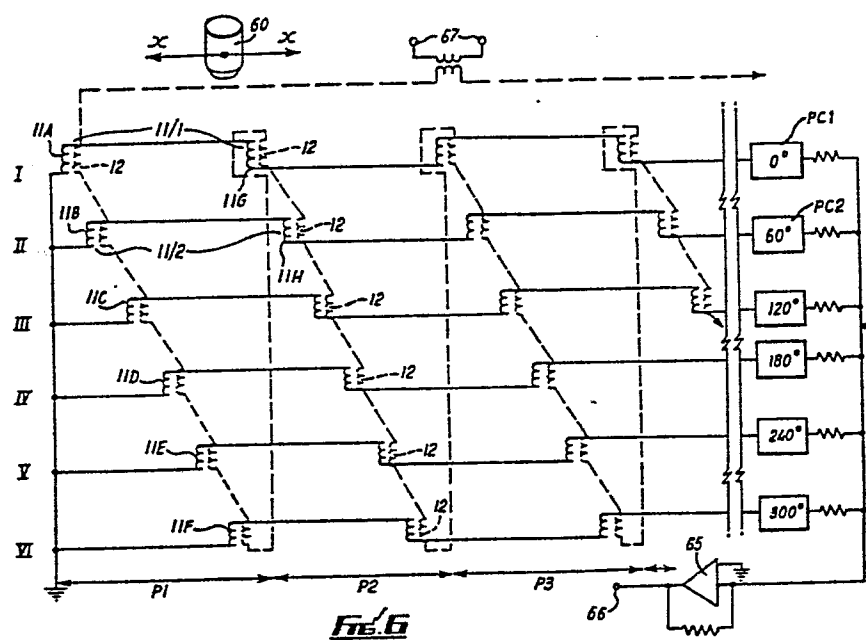 60
x x
67
11A 11/1 PC1
12 12 0°
I
11G
11B PC2
12 60°
II 11/2
11H
11C
12 120°
III
180°
11D 12
IV
11E 12 240°
V
11F 12 300°
VI
65
P1 P2 P3
66
FIG. 6